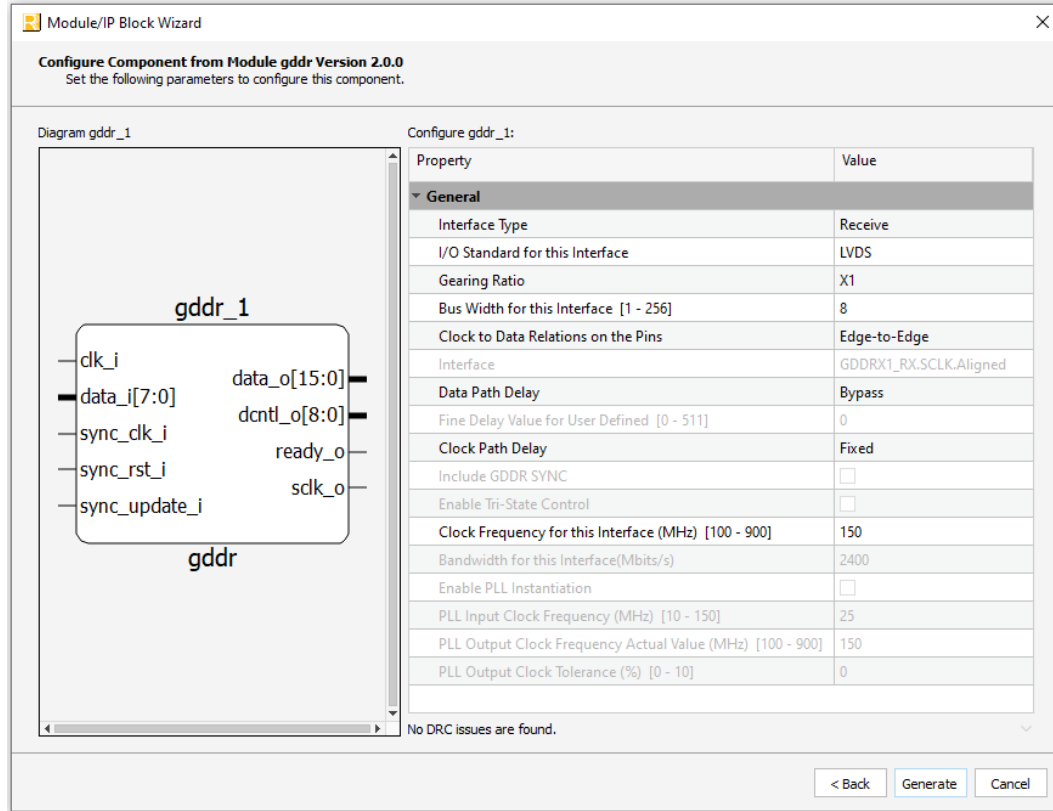 Module/IP Block Wizard
Configure Component from Module gddr Version 2.0.0
Set the following parameters to configure this component.
Diagram gddr_1
gddr_1
clk_i
data_i[7:0]
sync_clk_i
sync_rst_i
sync_update_i
data_o[15:0]
dcntl_o[8:0]
ready_o
sclk_o
gddr
Configure gddr_1:
Property Value
General
Interface Type Receive
I/O Standard for this Interface LVDS
Gearing Ratio X1
Bus Width for this Interface [1 - 256] 8
Clock to Data Relations on the Pins Edge-to-Edge
Interface GDDRX1_RX.SCLK.Aligned
Data Path Delay Bypass
Fine Delay Value for User Defined [0 - 511] 0
Clock Path Delay Fixed
Include GDDR SYNC
Enable Tri-State Control
Clock Frequency for this Interface (MHz) [100 - 900] 150
Bandwidth for this Interface(Mbits/s) 2400
Enable PLL Instantiation
PLL Input Clock Frequency (MHz) [10 - 150] 25
PLL Output Clock Frequency Actual Value (MHz) [100 - 900] 150
PLL Output Clock Tolerance (%) [0 - 10] 0
No DRC issues are found.
< Back Generate Cancel